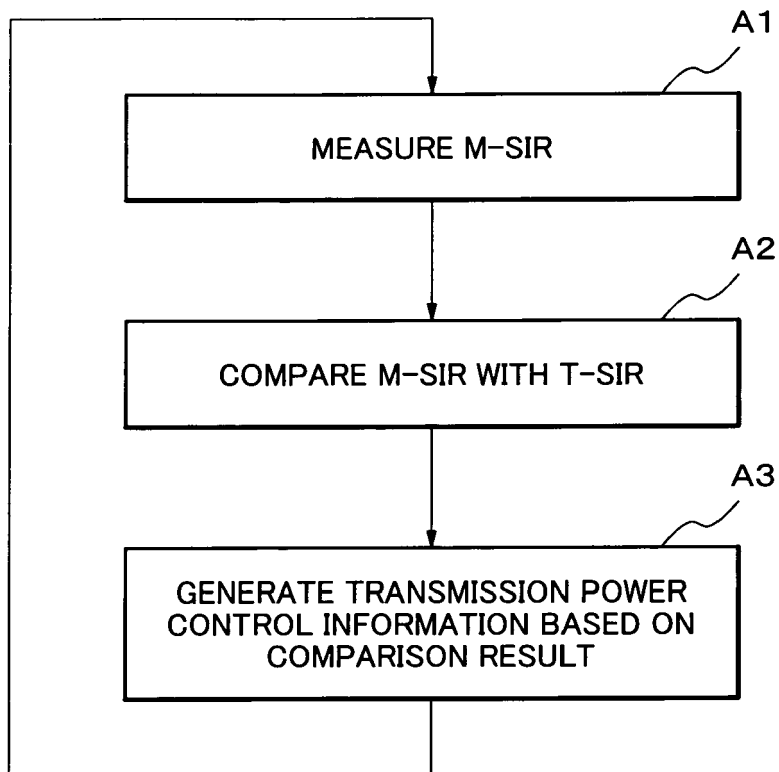 A1
MEASURE M-SIR
A2
COMPARE M-SIR WITH T-SIR
A3
GENERATE TRANSMISSION POWER
CONTROL INFORMATION BASED ON
COMPARISON RESULT